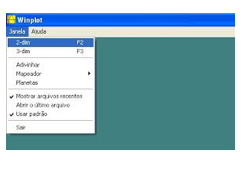 Winplot
Janela Ajuda
2-dim F2
3-dim F3
Adivinhar
Mapeador
Planetas
Mostrar arquivos recentes
Abrir o último arquivo
Usar padrão
Sair